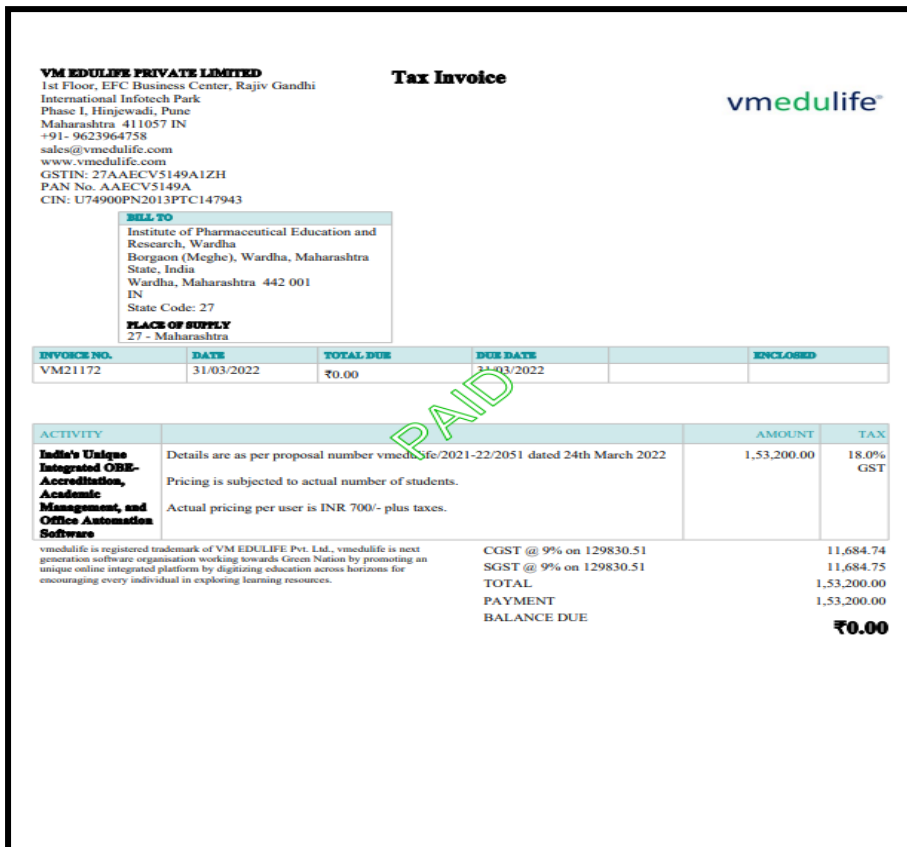 VM EDULIFE PRIVATE LIMITED
1st Floor, EFC Business Center, Rajiv Gandhi
International Infotech Park
Phase I, Hinjewadi, Pune
Maharashtra 411057 IN
+91- 9623964758
sales@vmedulife.com
www.vmedulife.com
GSTIN: 27AAECV5149A1ZH
PAN No. AAECV5149A
CIN: U74900PN2013PTC147943
Tax Invoice
vmedulife®
BILL TO
Institute of Pharmaceutical Education and
Research, Wardha
Borgaon (Meghe), Wardha, Maharashtra
State, India
Wardha, Maharashtra 442 001
IN
State Code: 27
PLACE OF SUPPLY
27 - Maharashtra
INVOICE NO. DATE TOTAL DUE DUE DATE ENCLOSED
VM21172 31/03/2022 ₹0.00 31/03/2022
PAID
ACTIVITY AMOUNT TAX
India's Unique
Integrated OBE-
Accreditation,
Academic
Management, and
Office Automation
Software
Details are as per proposal number vmedulife/2021-22/2051 dated 24th March 2022
Pricing is subjected to actual number of students.
Actual pricing per user is INR 700/- plus taxes.
1,53,200.00 18.0%
GST
vmedulife is registered trademark of VM EDULIFE Pvt. Ltd., vmedulife is next
generation software organisation working towards Green Nation by promoting an
unique online integrated platform by digitizing education across horizons for
encouraging every individual in exploring learning resources.
CGST @ 9% on 129830.51 11,684.74
SGST @ 9% on 129830.51 11,684.75
TOTAL 1,53,200.00
PAYMENT 1,53,200.00
BALANCE DUE ₹0.00